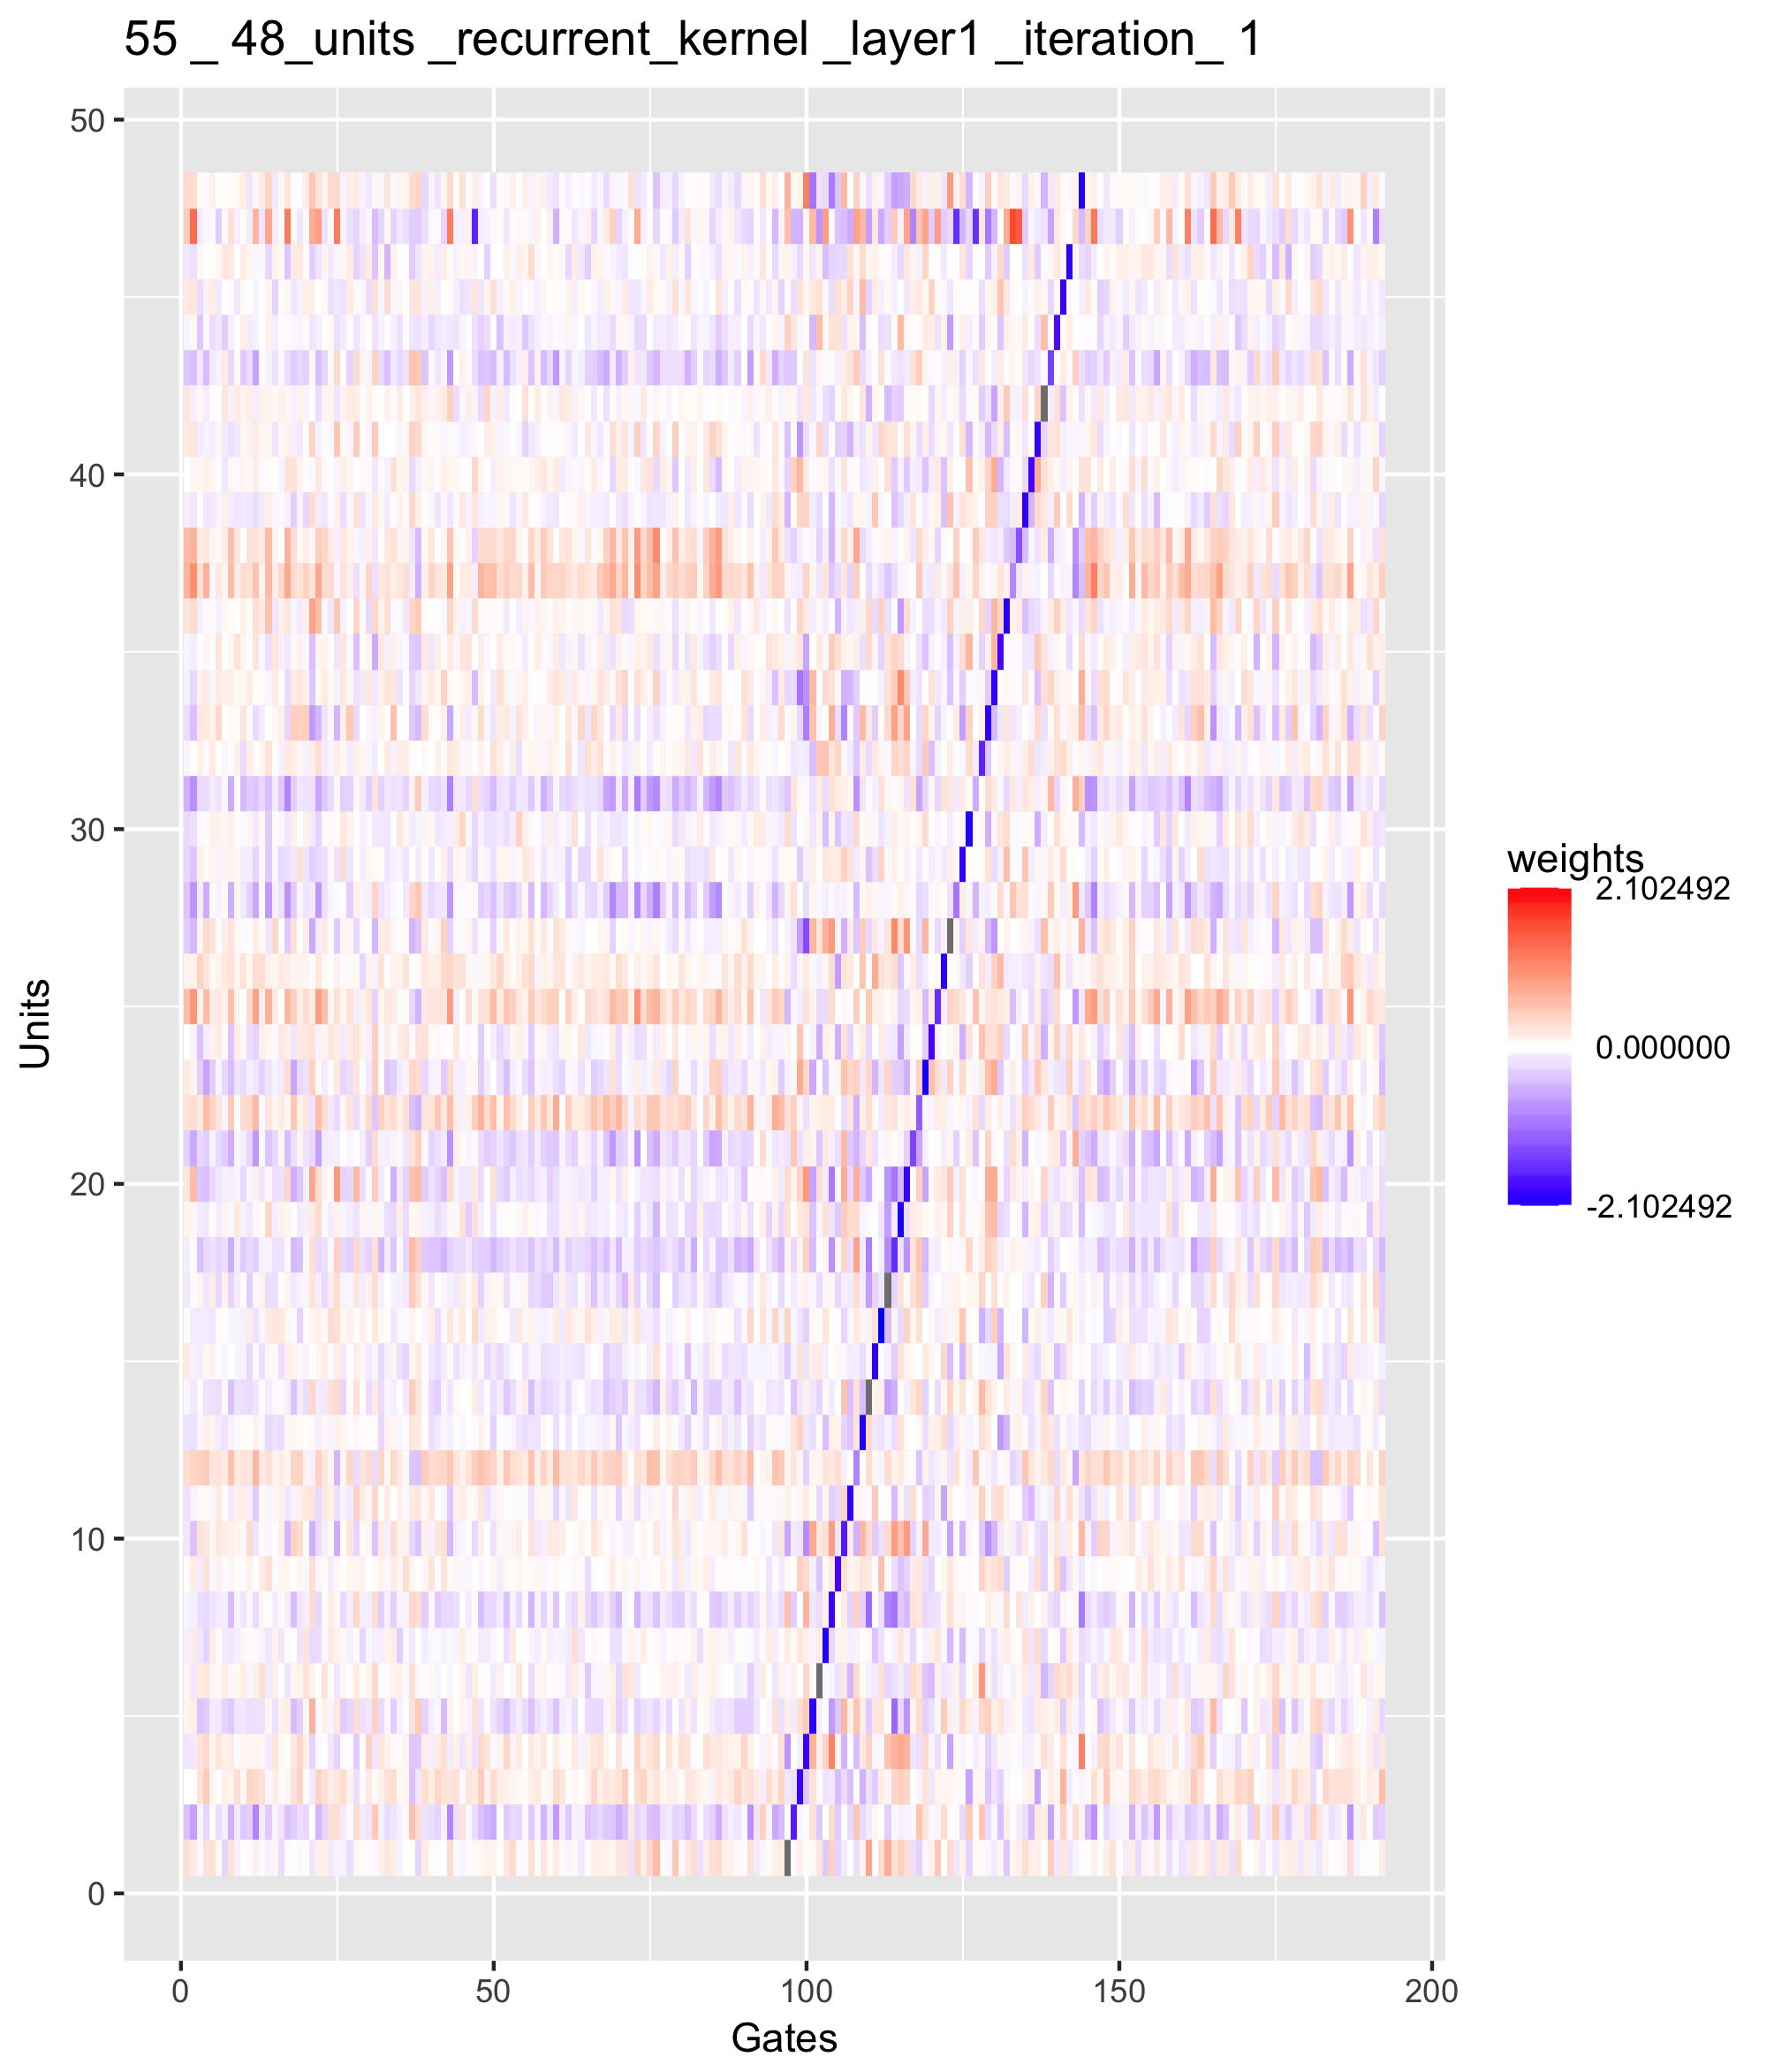 55 _ 48_units _recurrent_kernel _layer1 _iteration_ 1
50
40
30
20
10
0
Units
0 50 100 150 200
Gates
weights
2.102492
0.000000
-2.102492